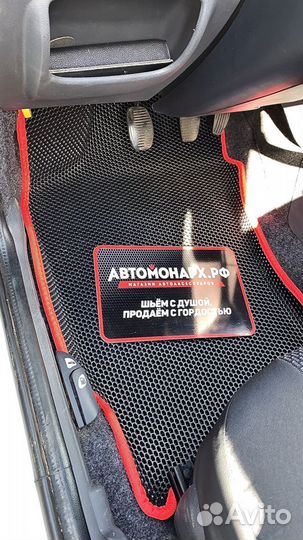 АВТОМОНАРХ.РФ
МАГАЗИН АВТОАКСЕССУАРОВ
ШЬЁМ С ДУШОЙ,
ПРОДАЁМ С ГОРДОСТЬЮ
Avito